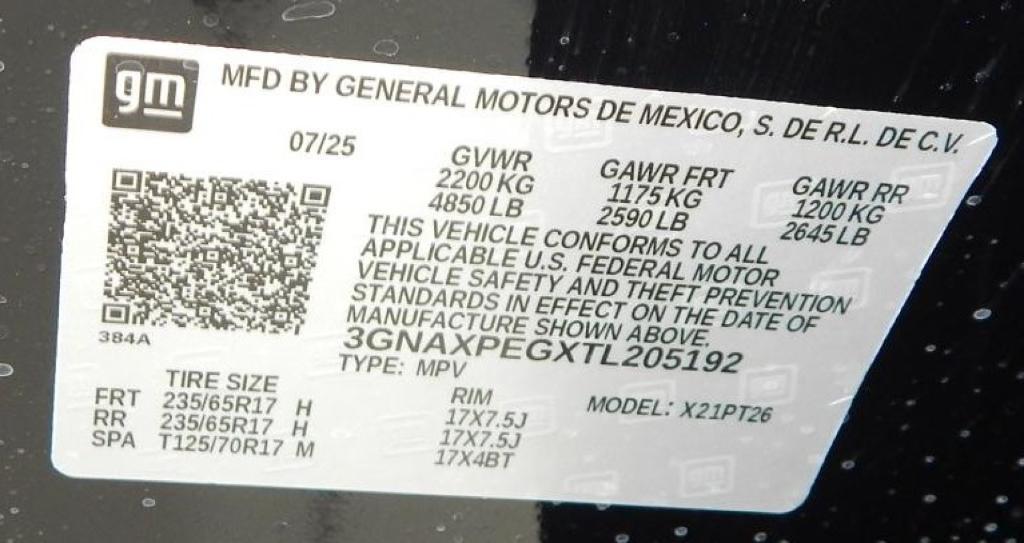 gm
MFD BY GENERAL MOTORS DE MEXICO, S. DE R.L. DE C.V.
07/25
GVWR GAWR FRT GAWR RR
2200 KG 1175 KG 1200 KG
4850 LB 2590 LB 2645 LB
THIS VEHICLE CONFORMS TO ALL
APPLICABLE U.S. FEDERAL MOTOR
VEHICLE SAFETY AND THEFT PREVENTION
STANDARDS IN EFFECT ON THE DATE OF
MANUFACTURE SHOWN ABOVE.
384A
3GNAXPEGXTL205192
TYPE: MPV
TIRE SIZE RIM MODEL: X21PT26
FRT 235/65R17 H 17X7.5J
RR 235/65R17 H 17X7.5J
SPA T125/70R17 M 17X4BT